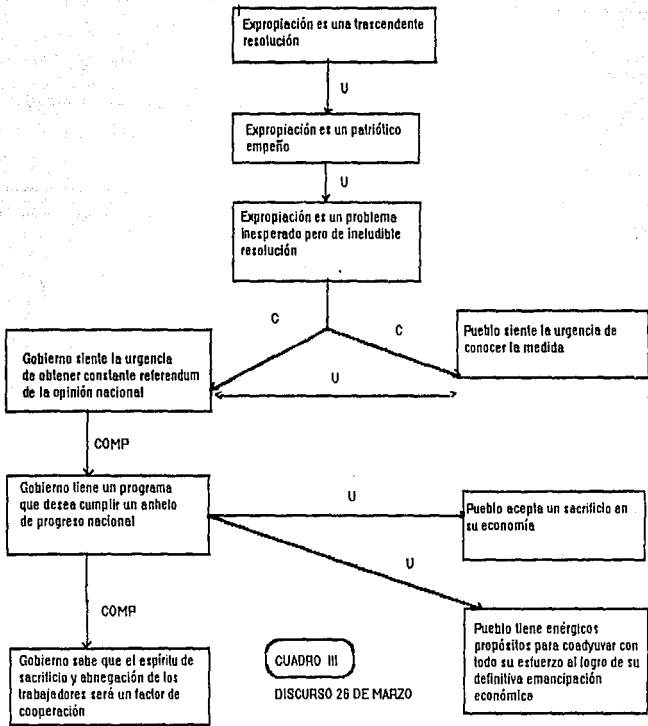 Expropiación es una trascendente
resolución
U
Expropiación es un patriótico
empeño
U
Expropiación es un problema
inesperado pero de ineludible
resolución
C
C
Gobierno siente la urgencia
de obtener constante referendum
de la opinión nacional
U
Pueblo siente la urgencia de
conocer la medida
COMP
Gobierno tiene un programa
que desea cumplir un anhelo
de progreso nacional
U
Pueblo acepta un sacrificio en
su economía
U
COMP
Gobierno sabe que el espíritu de
sacrificio y abnegación de los
trabajadores será un factor de
cooperación
CUADRO III
DISCURSO 26 DE MARZO
Pueblo tiene enérgicos
propósitos para coadyuvar con
todo su esfuerzo al logro de su
definitiva emancipación
económica